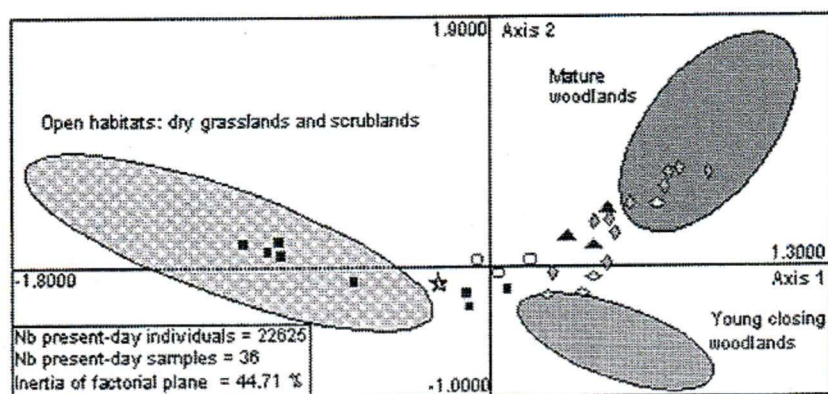 1.9000
Axis 2
Mature
woodlands
Open habitats: dry grasslands and scrublands
1.3000
-1.8000
Axis 1
Young closing
woodlands
Nb present-day individuals = 22625
Nb present-day samples = 36
Inertia of factorial plane = 44.71 %
-1.0000